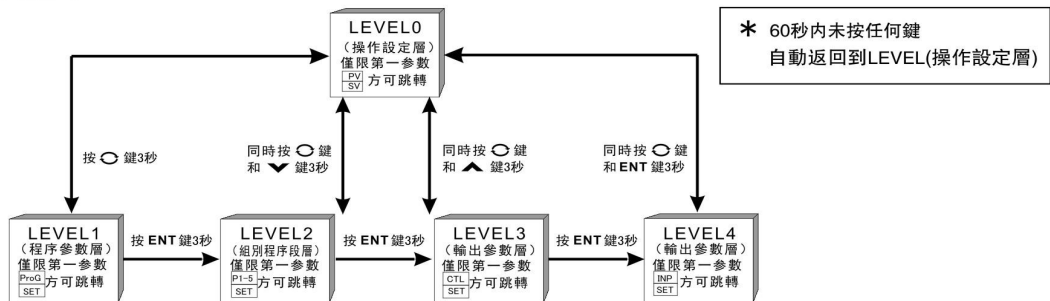 LEVEL0
(操作設定層)
僅限第一參數
PV
SV
方可跳轉
* 60秒内未按任何鍵
自動返回到LEVEL(操作設定層)
按 鍵3秒
同時按 鍵
和 鍵3秒
同時按 鍵
和 鍵3秒
同時按 鍵
和 ENT 鍵3秒
LEVEL1
(程序參數層)
僅限第一參數
ProG
SET
方可跳轉
按 ENT 鍵3秒
LEVEL2
(組別程序段層)
僅限第一參數
P1-5
SET
方可跳轉
按 ENT 鍵3秒
LEVEL3
(輸出參數層)
僅限第一參數
CTL
SET
方可跳轉
按 ENT 鍵3秒
LEVEL4
(輸出參數層)
僅限第一參數
INP
SET
方可跳轉